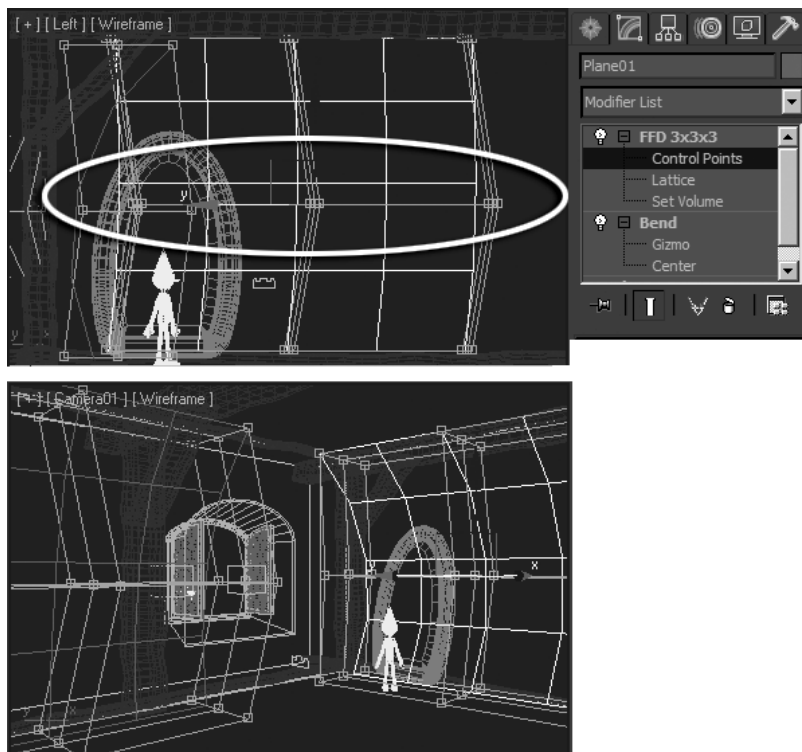 [ + ] [ Left ] [ Wireframe ]
y
y x
Plane01
Modifier List
FFD 3x3x3
Control Points
Lattice
Set Volume
Bend
Gizmo
Center
[ + ] [ Camera01 ] [ Wireframe ]
y
x
y x